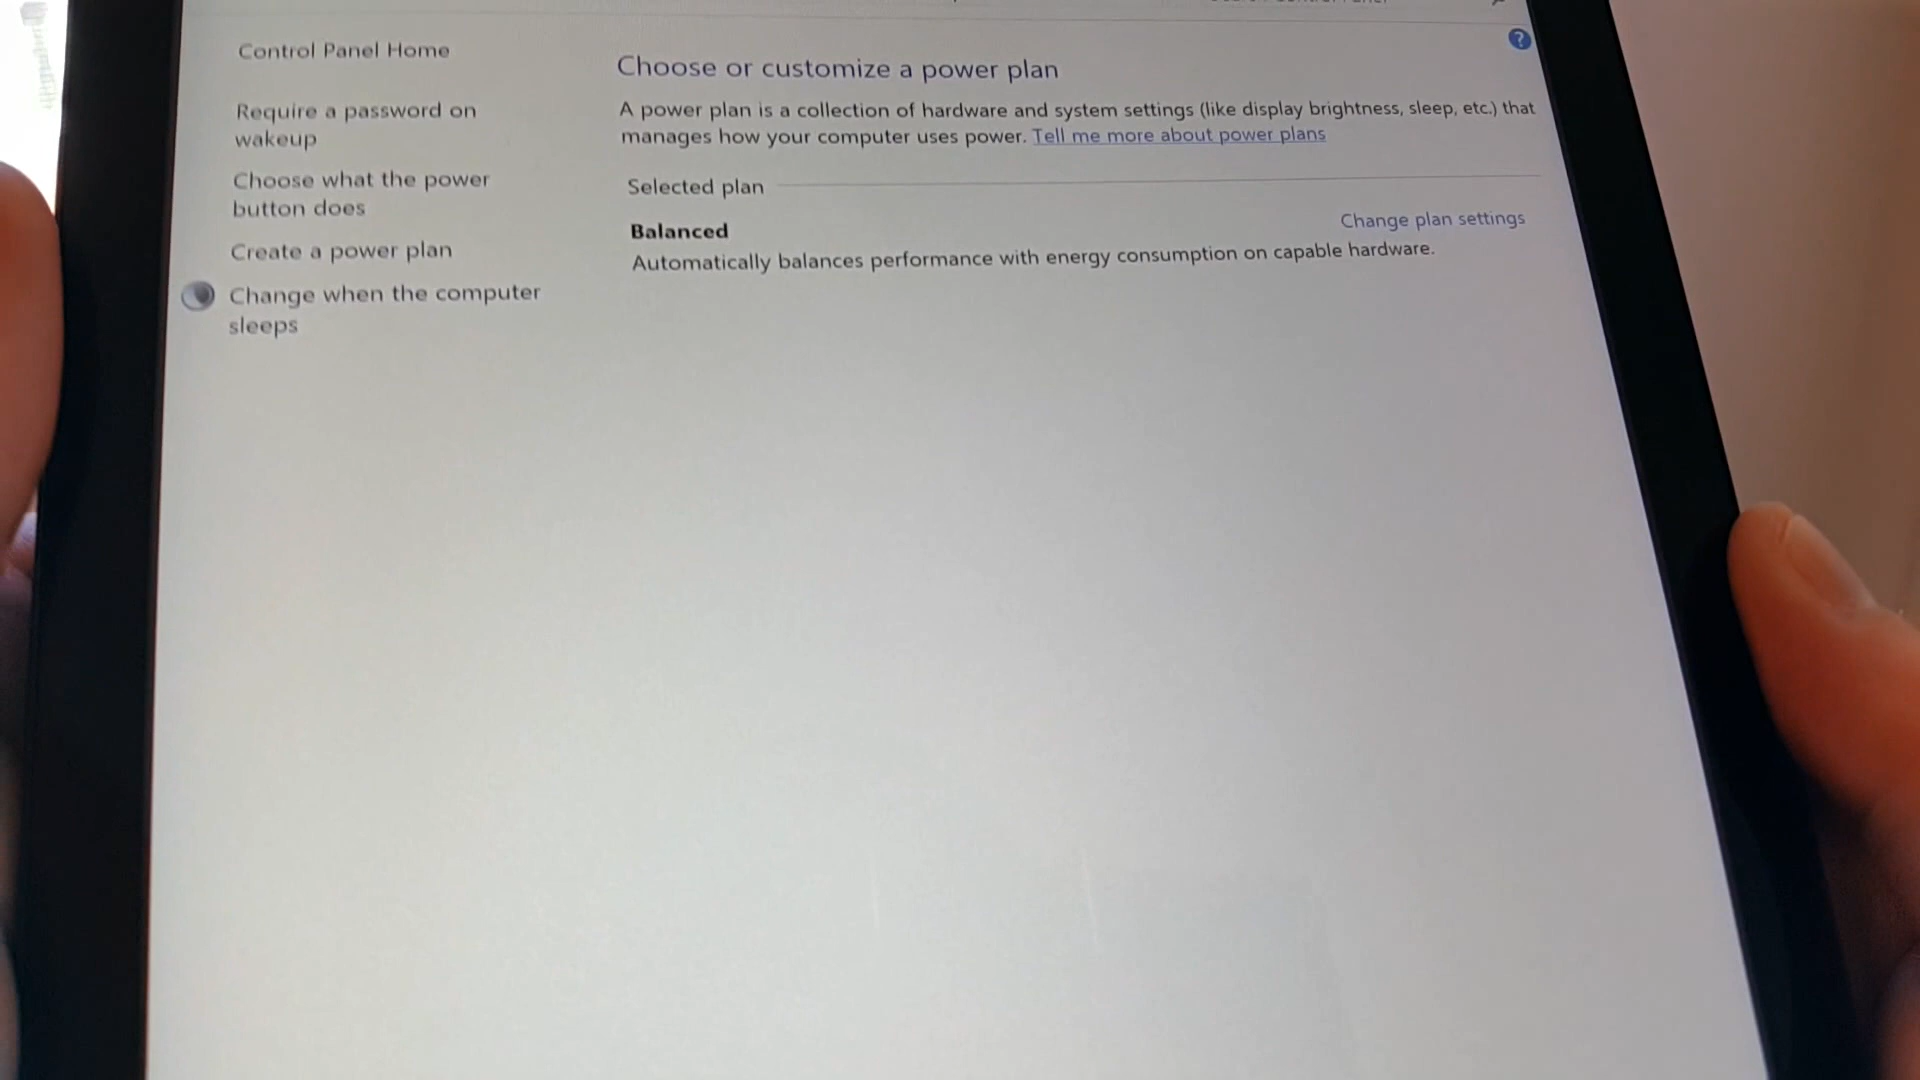 Control Panel Home
Require a password on
wakeup
Choose what the power
button does
Create a power plan
Change when the computer
sleeps
?
Choose or customize a power plan
A power plan is a collection of hardware and system settings (like display brightness, sleep, etc.) that
manages how your computer uses power. Tell me more about power plans
Selected plan
Balanced
Change plan settings
Automatically balances performance with energy consumption on capable hardware.